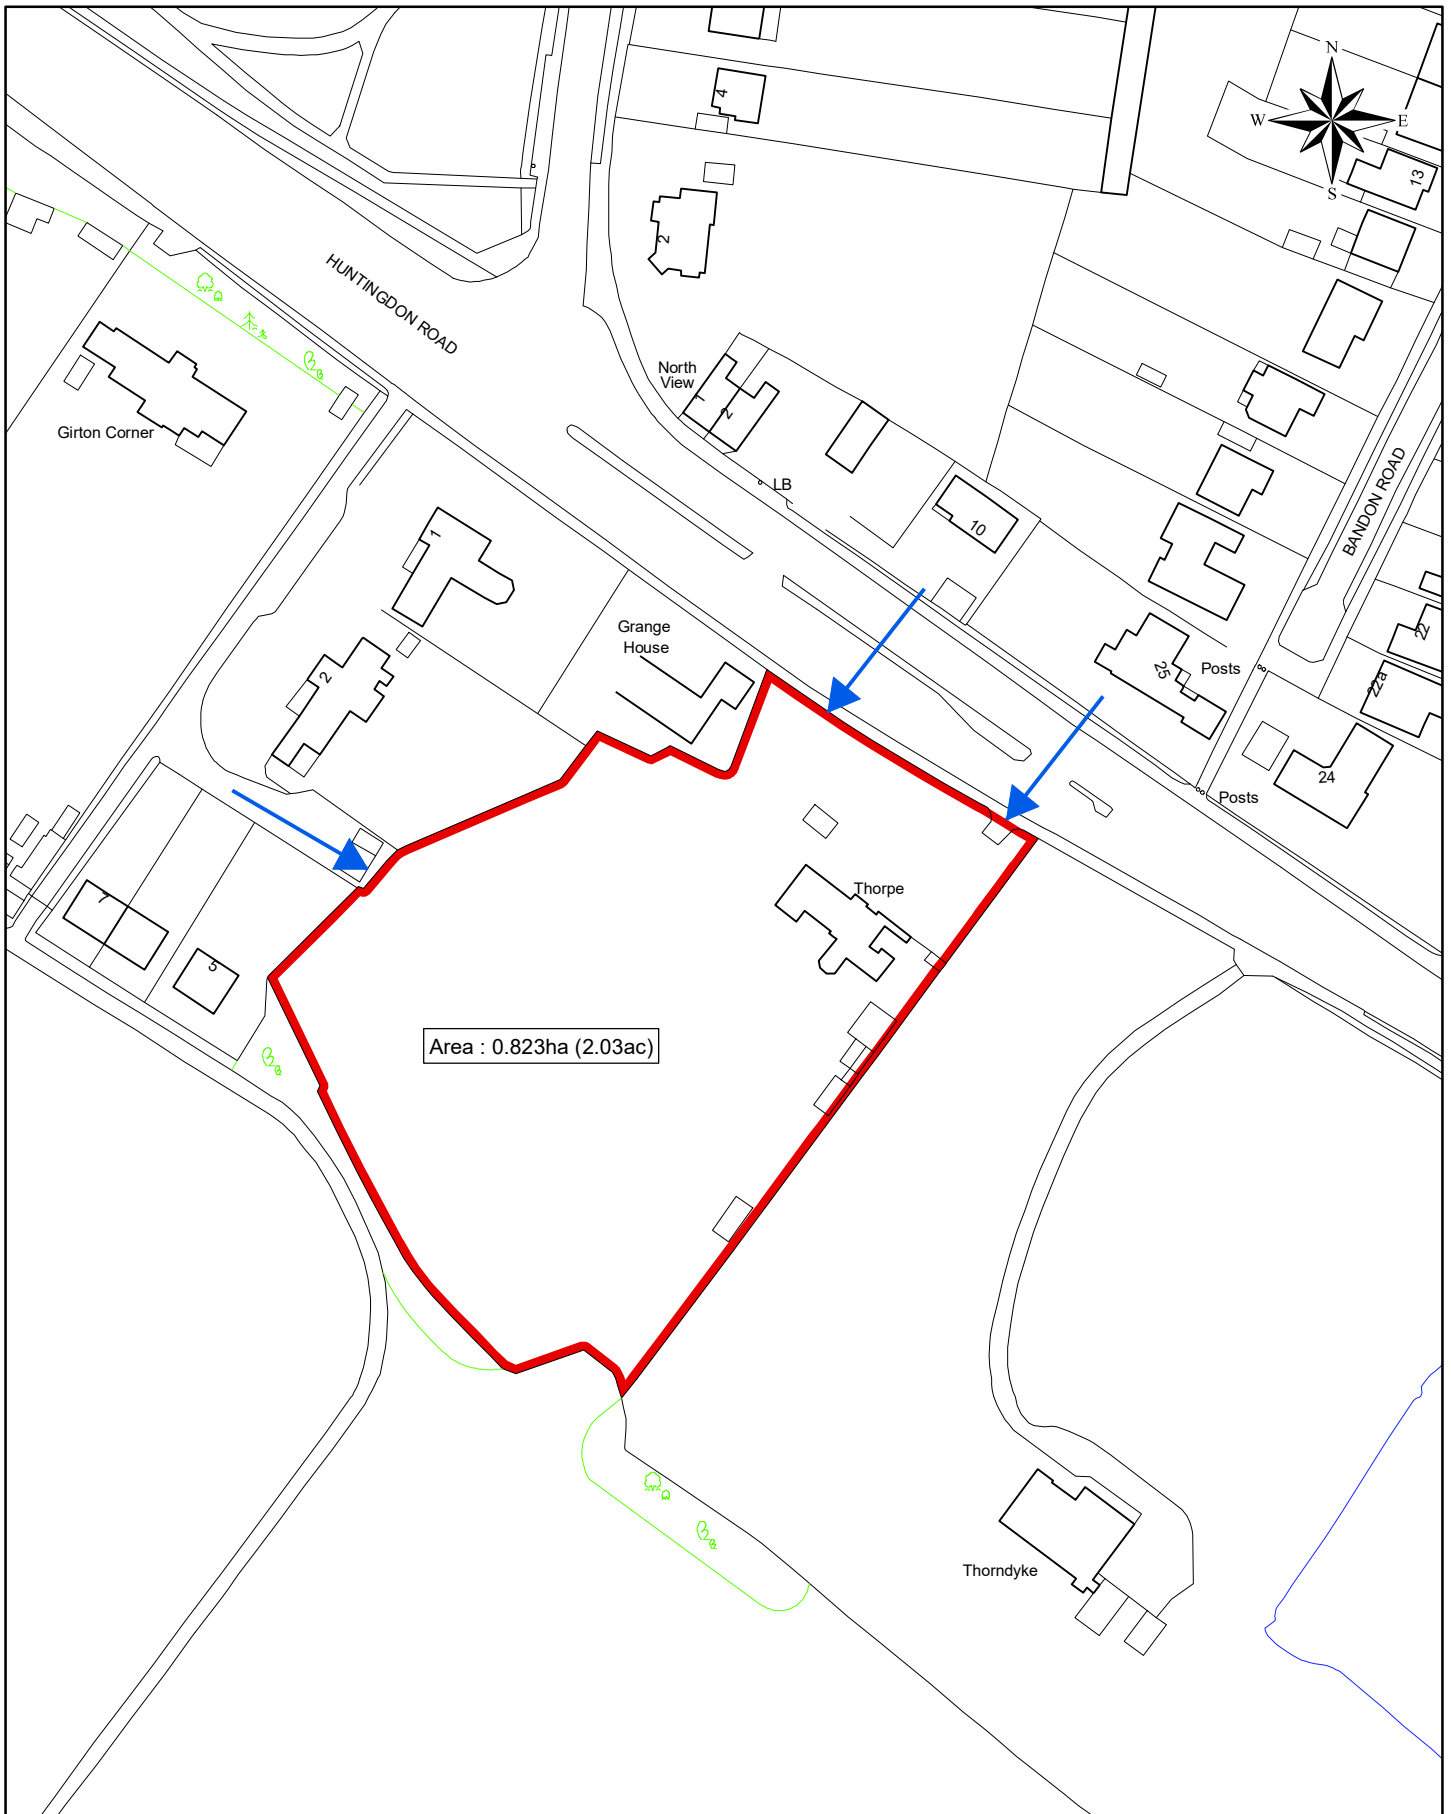 N
W
E
S
4
13
2
HUNTINGDON ROAD
North
View
1
2
Girton Corner
LB
10
BANDON ROAD
1
Grange
House
22
25
Posts
2
22a
24
Posts
Thorpe
7
5
Area : 0.823ha (2.03ac)
Thorndyke